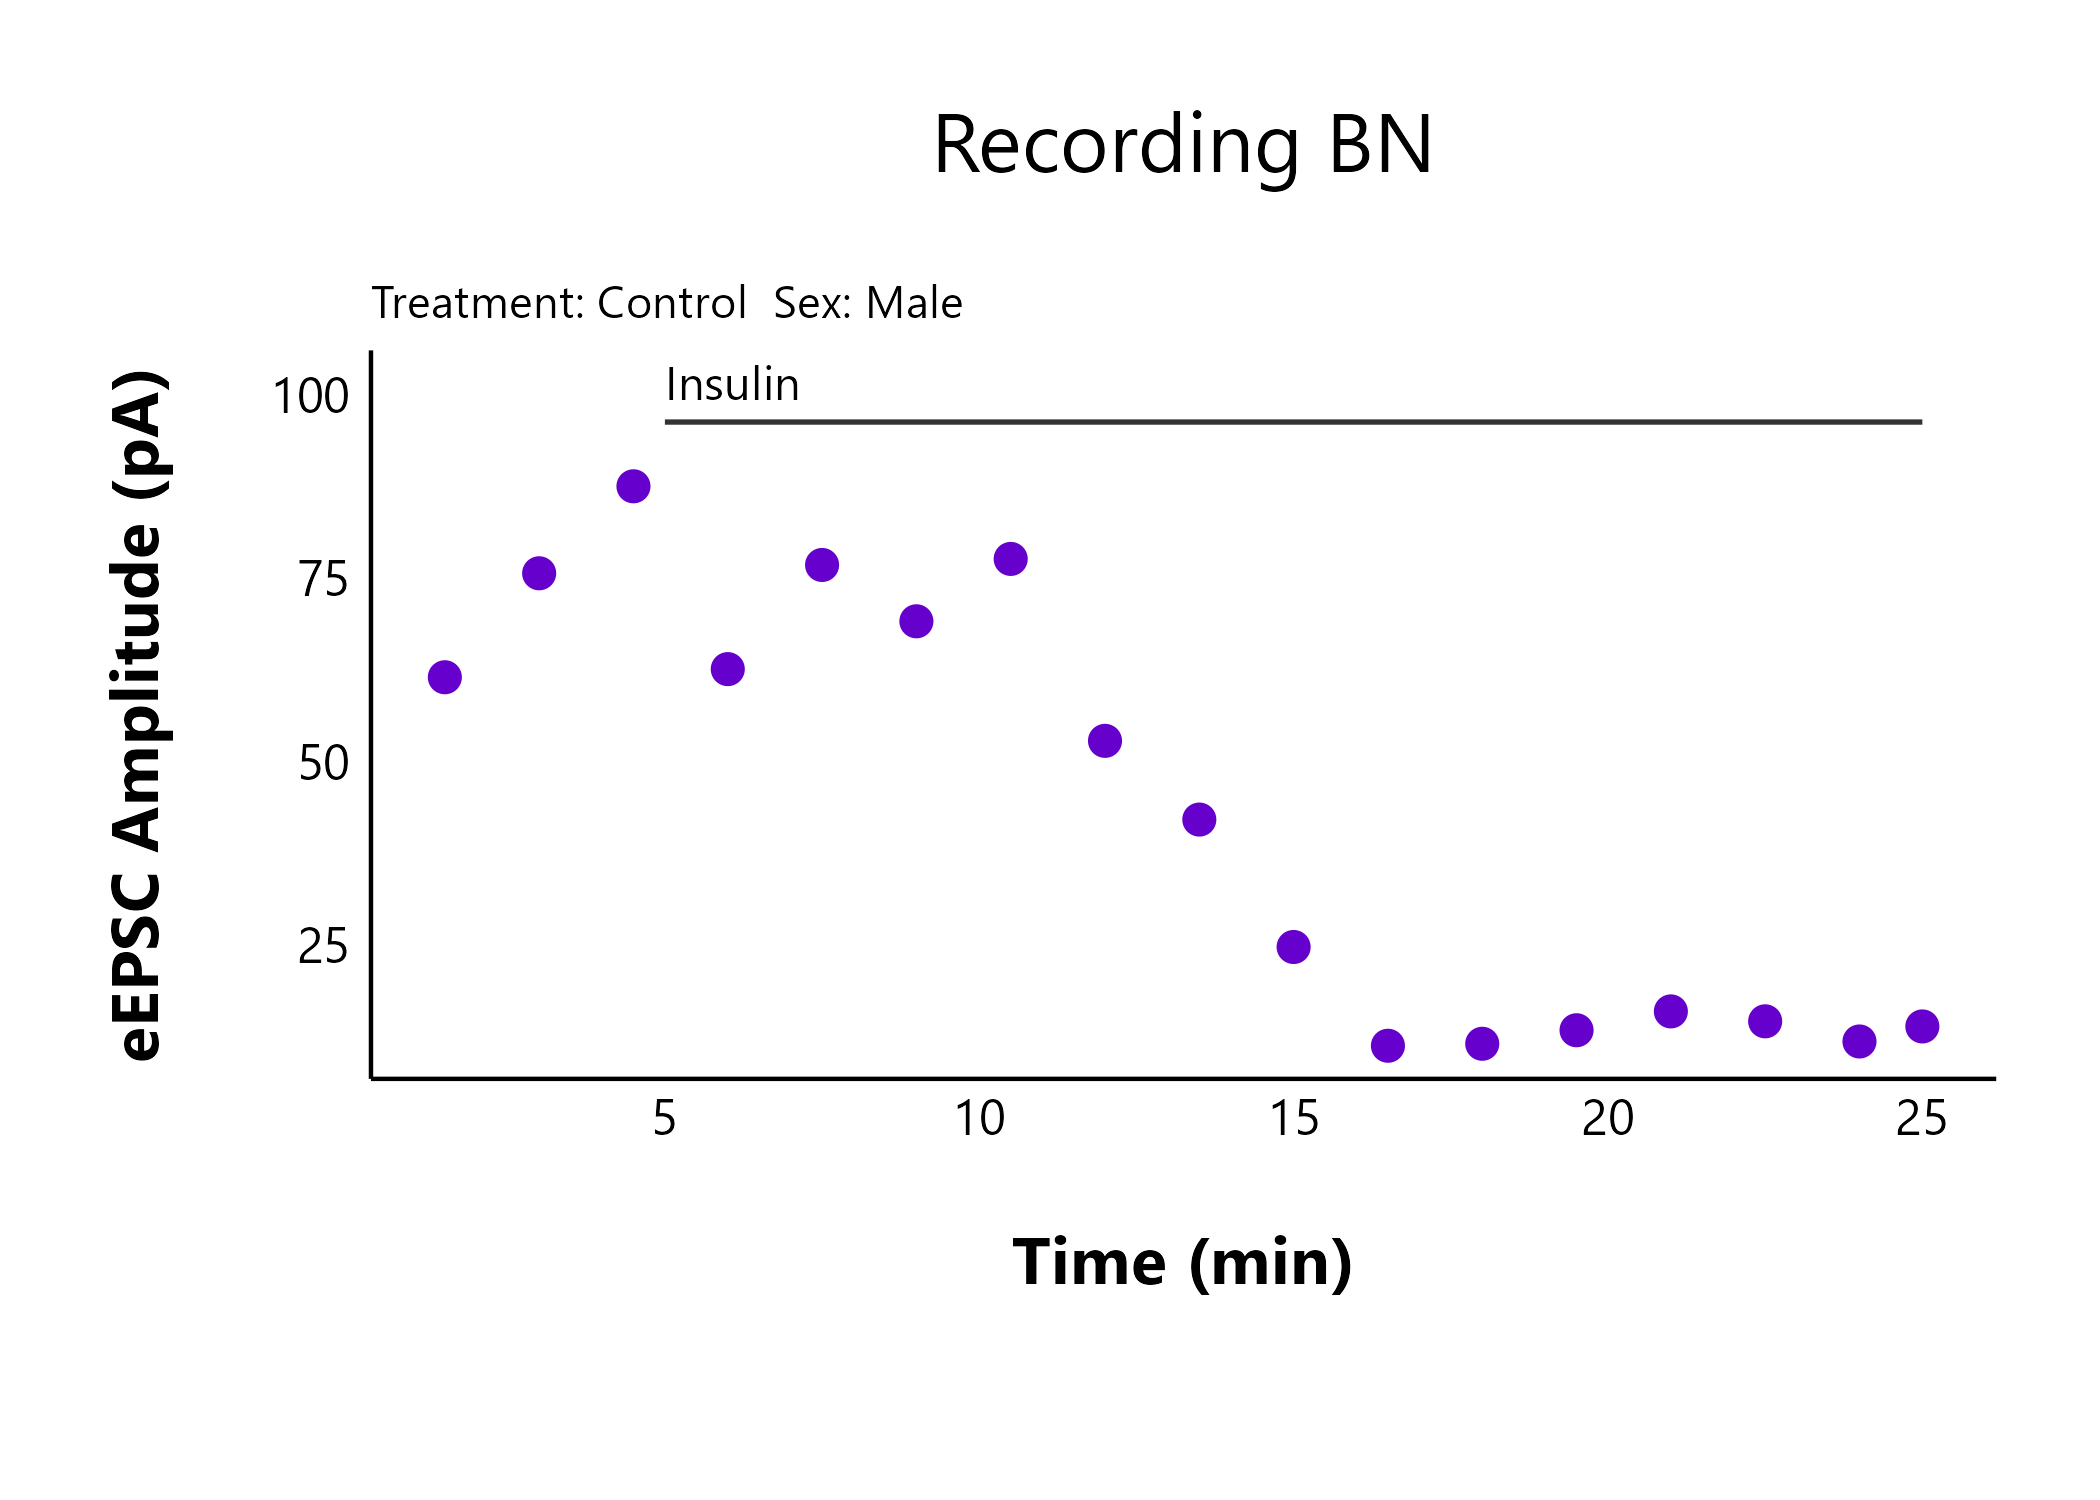 Recording BN
Treatment: Control  Sex: Male
Insulin
eEPSC Amplitude (pA)
100
75
50
25
5 10 15 20 25
Time (min)